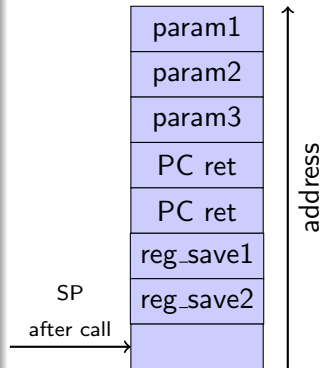 param1
param2
param3
PC ret
PC ret
reg_save1
reg_save2
SP
after call
address